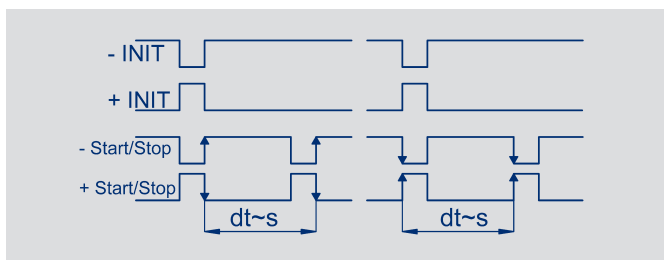 - INIT
+ INIT
- Start/Stop
+ Start/Stop
dt~s dt~s